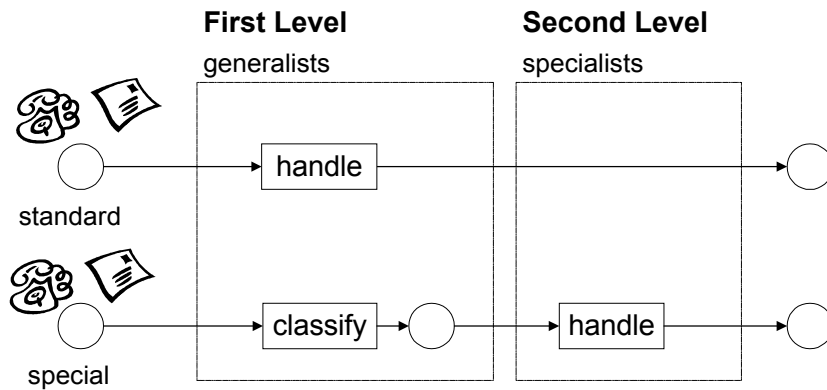 First Level
Second Level
generalists
specialists
handle
standard
classify
handle
special